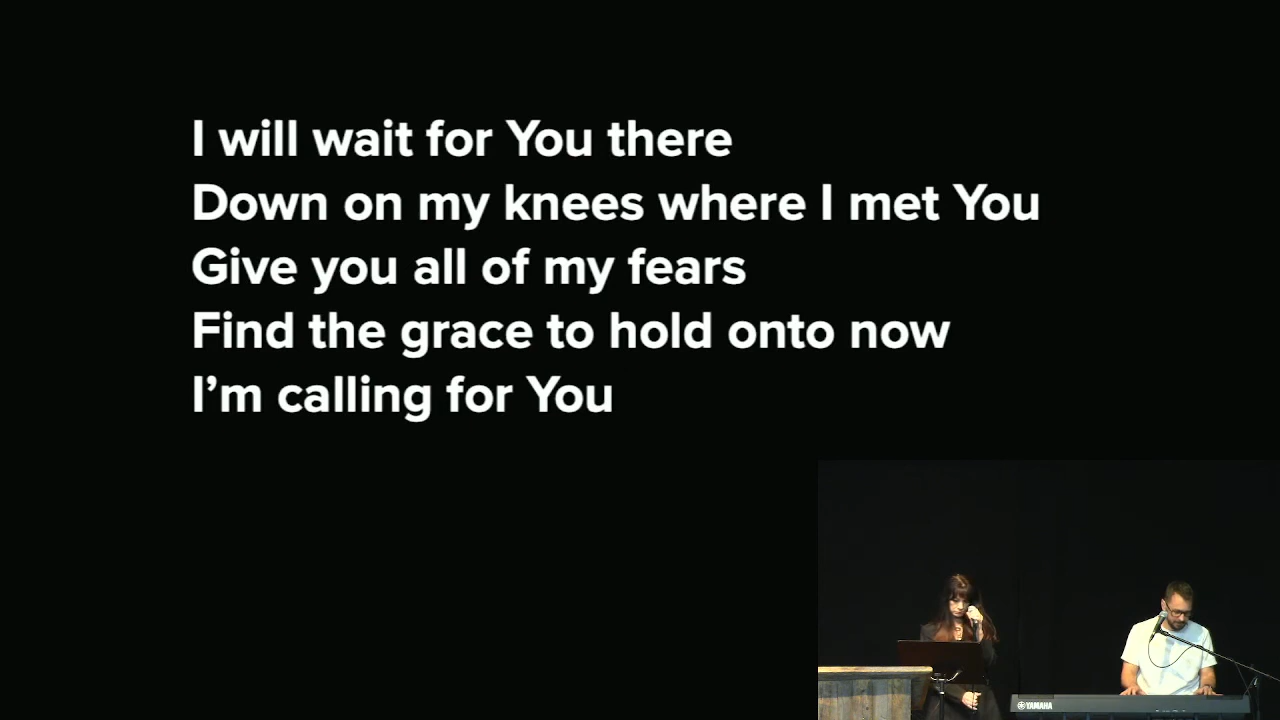 I will wait for You there
Down on my knees where I met You
Give you all of my fears
Find the grace to hold onto now
I’m calling for You
YAMAHA